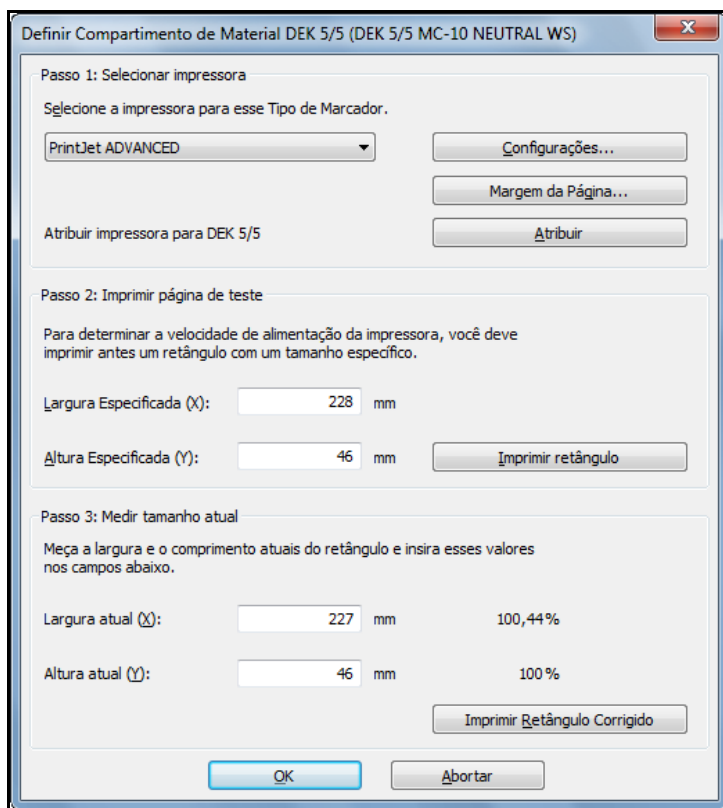 Definir Compartimento de Material DEK 5/5 (DEK 5/5 MC-10 NEUTRAL WS)
Passo 1: Selecionar impressora
Selecione a impressora para esse Tipo de Marcador.
PrintJet ADVANCED
Configurações...
Margem da Página...
Atribuir impressora para DEK 5/5
Atribuir
Passo 2: Imprimir página de teste
Para determinar a velocidade de alimentação da impressora, você deve
imprimir antes um retângulo com um tamanho específico.
Largura Especificada (X): 228 mm
Altura Especificada (Y): 46 mm
Imprimir retângulo
Passo 3: Medir tamanho atual
Meça a largura e o comprimento atuais do retângulo e insira esses valores
nos campos abaixo.
Largura atual (X): 227 mm 100,44%
Altura atual (Y): 46 mm 100%
Imprimir Retângulo Corrigido
OK
Abortar